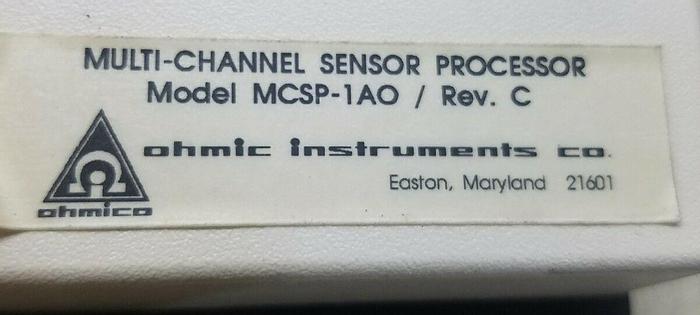 MULTI-CHANNEL SENSOR PROCESSOR
Model MCSP-1AO / Rev. C
ohmic instruments co.
Easton, Maryland 21601
ohmico